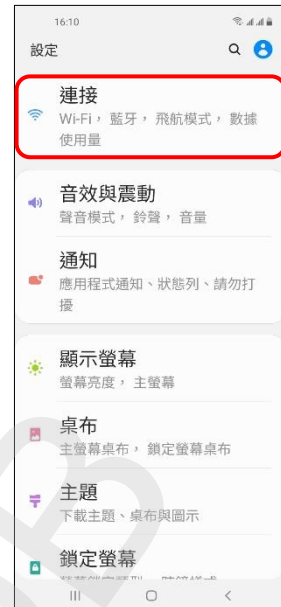 16:10
設定
連接
Wi-Fi， 藍牙， 飛航模式， 數據
使用量
音效與震動
聲音模式， 鈴聲， 音量
通知
應用程式通知、狀態列、請勿打
擾
顯示螢幕
螢幕亮度， 主螢幕
桌布
主螢幕桌布， 鎖定螢幕桌布
主題
下載主題、桌布與圖示
鎖定螢幕